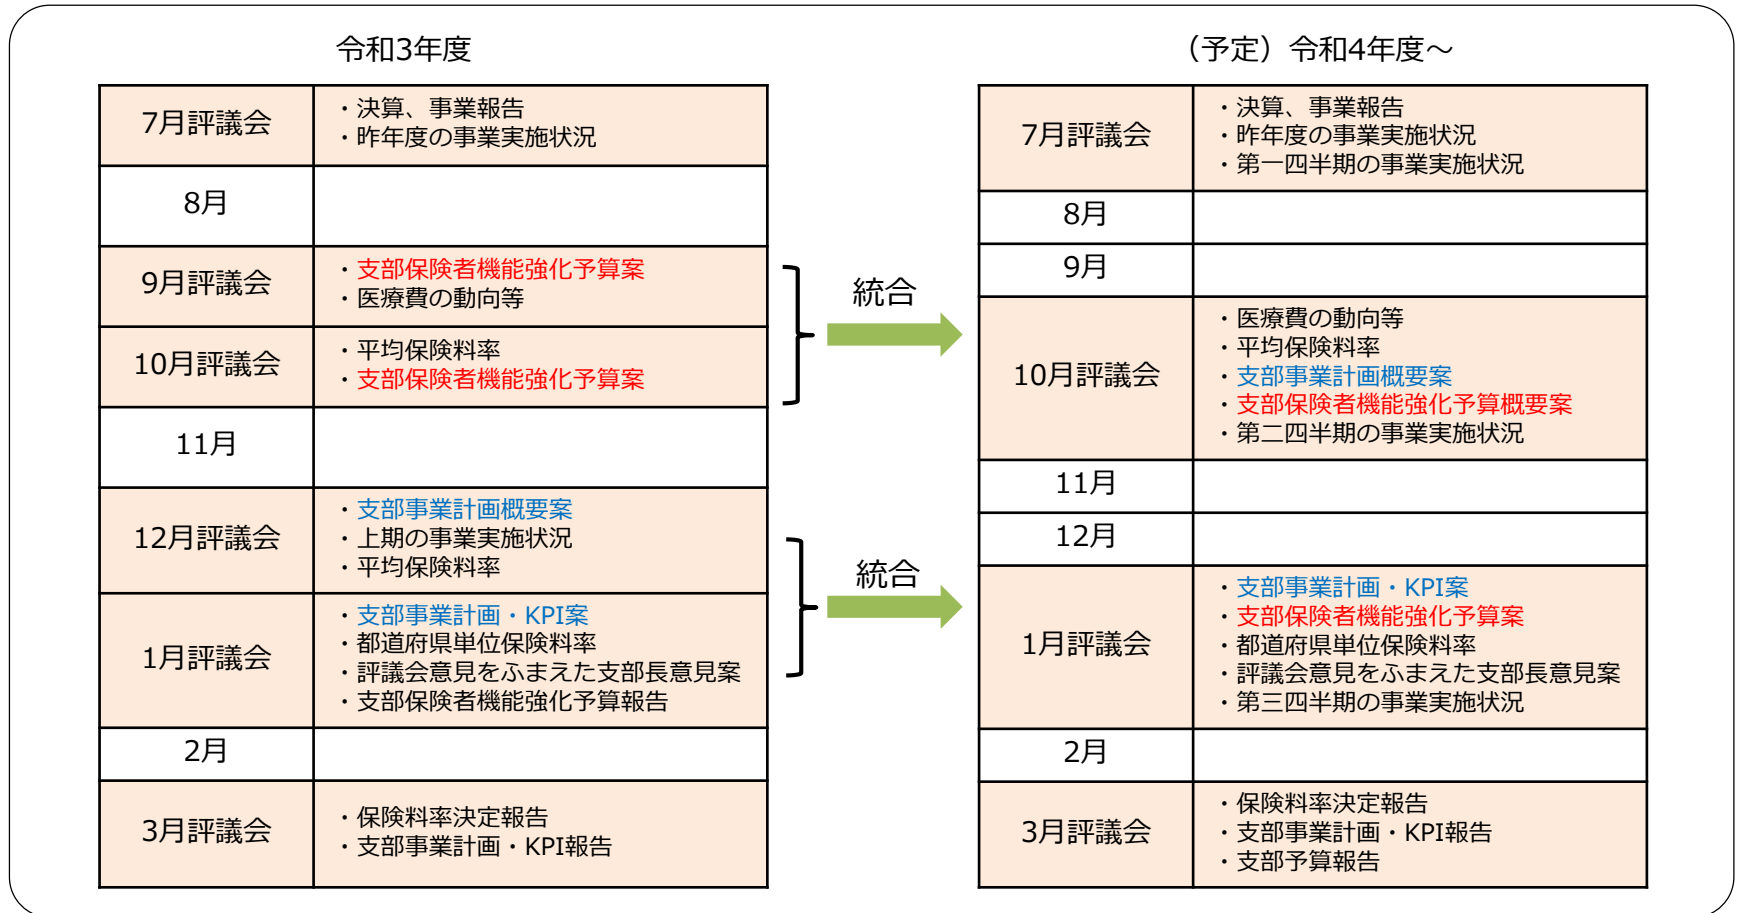 令和3年度
7月評議会
・決算、事業報告
・昨年度の事業実施状況
8月
9月評議会
・支部保険者機能強化予算案
・医療費の動向等
10月評議会
・平均保険料率
・支部保険者機能強化予算案
11月
12月評議会
・支部事業計画概要案
・上期の事業実施状況
・平均保険料率
1月評議会
・支部事業計画・KPI案
・都道府県単位保険料率
・評議会意見をふまえた支部長意見案
・支部保険者機能強化予算報告
2月
3月評議会
・保険料率決定報告
・支部事業計画・KPI報告
統合
統合
（予定）令和4年度～
7月評議会
・決算、事業報告
・昨年度の事業実施状況
・第一四半期の事業実施状況
8月
9月
10月評議会
・医療費の動向等
・平均保険料率
・支部事業計画概要案
・支部保険者機能強化予算概要案
・第二四半期の事業実施状況
11月
12月
1月評議会
・支部事業計画・KPI案
・支部保険者機能強化予算案
・都道府県単位保険料率
・評議会意見をふまえた支部長意見案
・第三四半期の事業実施状況
2月
3月評議会
・保険料率決定報告
・支部事業計画・KPI報告
・支部予算報告